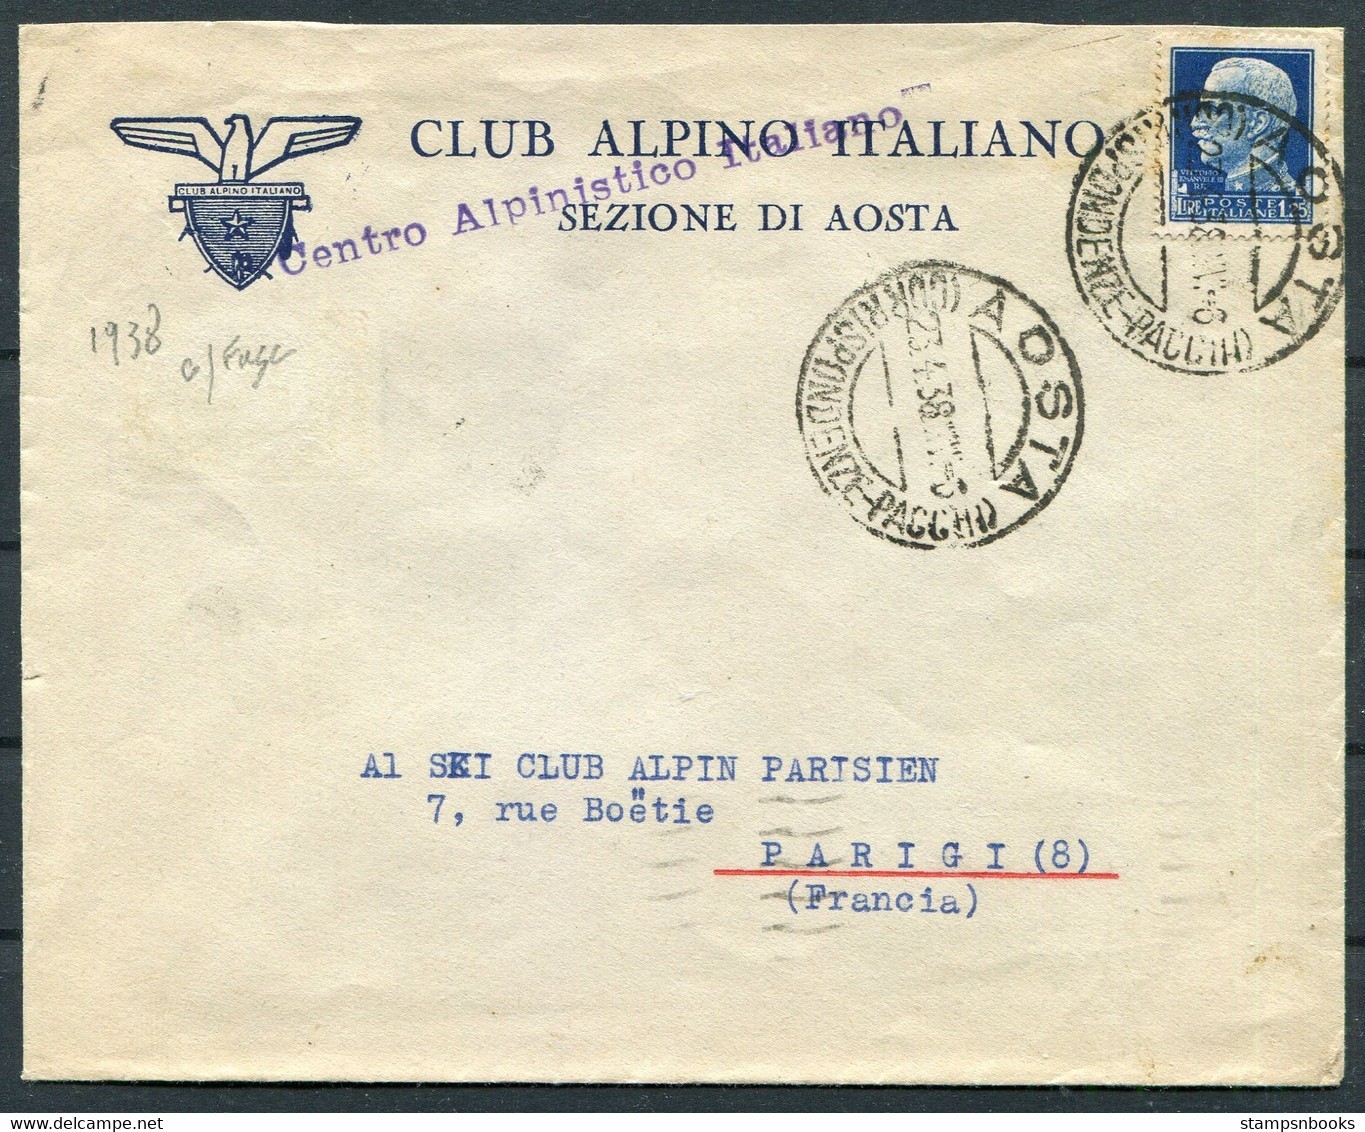 CLUB ALPINO ITALIANO
SEZIONE DI AOSTA
Centro Alpinistico Italiano
CLUB ALPINO ITALIANO
VITTORIO
EMANUELE III
RE
POSTE
LIRE ITALIANE 1,25
AOSTA
(CORRISPONDENZE-PACCHI)
AOSTA
(CORRISPONDENZE-PACCHI)
23.4.38
1938
Al SKI CLUB ALPIN PARISIEN
7, rue Boëtie
PARIGI (8)
(Francia)
stampsnbooks